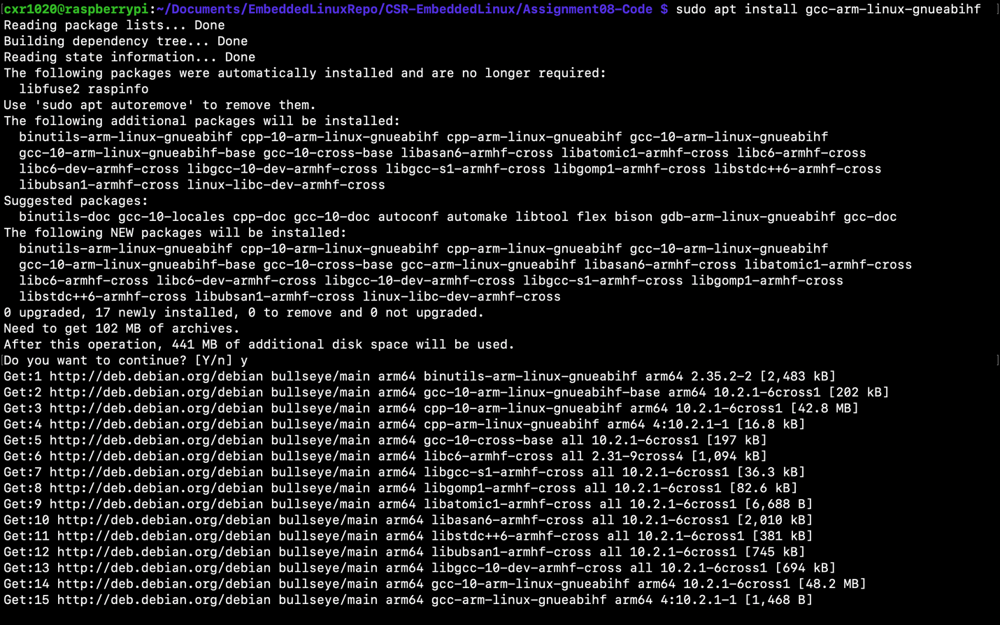 cxr1020@raspberrypi:~/Documents/EmbeddedLinuxRepo/CSR-EmbeddedLinux/Assignment08-Code $ sudo apt install gcc-arm-linux-gnueabihf
Reading package lists... Done
Building dependency tree... Done
Reading state information... Done
The following packages were automatically installed and are no longer required:
  libfuse2 raspinfo
Use 'sudo apt autoremove' to remove them.
The following additional packages will be installed:
  binutils-arm-linux-gnueabihf cpp-10-arm-linux-gnueabihf cpp-arm-linux-gnueabihf gcc-10-arm-linux-gnueabihf
  gcc-10-arm-linux-gnueabihf-base gcc-10-cross-base libasan6-armhf-cross libatomic1-armhf-cross libc6-armhf-cross
  libc6-dev-armhf-cross libgcc-10-dev-armhf-cross libgcc-s1-armhf-cross libgomp1-armhf-cross libstdc++6-armhf-cross
  libubsan1-armhf-cross linux-libc-dev-armhf-cross
Suggested packages:
  binutils-doc gcc-10-locales cpp-doc gcc-10-doc autoconf automake libtool flex bison gdb-arm-linux-gnueabihf gcc-doc
The following NEW packages will be installed:
  binutils-arm-linux-gnueabihf cpp-10-arm-linux-gnueabihf cpp-arm-linux-gnueabihf gcc-10-arm-linux-gnueabihf
  gcc-10-arm-linux-gnueabihf-base gcc-10-cross-base gcc-arm-linux-gnueabihf libasan6-armhf-cross libatomic1-armhf-cross
  libc6-armhf-cross libc6-dev-armhf-cross libgcc-10-dev-armhf-cross libgcc-s1-armhf-cross libgomp1-armhf-cross
  libstdc++6-armhf-cross libubsan1-armhf-cross linux-libc-dev-armhf-cross
0 upgraded, 17 newly installed, 0 to remove and 0 not upgraded.
Need to get 102 MB of archives.
After this operation, 441 MB of additional disk space will be used.
Do you want to continue? [Y/n] y
Get:1 http://deb.debian.org/debian bullseye/main arm64 binutils-arm-linux-gnueabihf arm64 2.35.2-2 [2,483 kB]
Get:2 http://deb.debian.org/debian bullseye/main arm64 gcc-10-arm-linux-gnueabihf-base arm64 10.2.1-6cross1 [202 kB]
Get:3 http://deb.debian.org/debian bullseye/main arm64 cpp-10-arm-linux-gnueabihf arm64 10.2.1-6cross1 [42.8 MB]
Get:4 http://deb.debian.org/debian bullseye/main arm64 cpp-arm-linux-gnueabihf arm64 4:10.2.1-1 [16.8 kB]
Get:5 http://deb.debian.org/debian bullseye/main arm64 gcc-10-cross-base all 10.2.1-6cross1 [197 kB]
Get:6 http://deb.debian.org/debian bullseye/main arm64 libc6-armhf-cross all 2.31-9cross4 [1,094 kB]
Get:7 http://deb.debian.org/debian bullseye/main arm64 libgcc-s1-armhf-cross all 10.2.1-6cross1 [36.3 kB]
Get:8 http://deb.debian.org/debian bullseye/main arm64 libgomp1-armhf-cross all 10.2.1-6cross1 [82.6 kB]
Get:9 http://deb.debian.org/debian bullseye/main arm64 libatomic1-armhf-cross all 10.2.1-6cross1 [6,688 B]
Get:10 http://deb.debian.org/debian bullseye/main arm64 libasan6-armhf-cross all 10.2.1-6cross1 [2,010 kB]
Get:11 http://deb.debian.org/debian bullseye/main arm64 libstdc++6-armhf-cross all 10.2.1-6cross1 [381 kB]
Get:12 http://deb.debian.org/debian bullseye/main arm64 libubsan1-armhf-cross all 10.2.1-6cross1 [745 kB]
Get:13 http://deb.debian.org/debian bullseye/main arm64 libgcc-10-dev-armhf-cross all 10.2.1-6cross1 [694 kB]
Get:14 http://deb.debian.org/debian bullseye/main arm64 gcc-10-arm-linux-gnueabihf arm64 10.2.1-6cross1 [48.2 MB]
Get:15 http://deb.debian.org/debian bullseye/main arm64 gcc-arm-linux-gnueabihf arm64 4:10.2.1-1 [1,468 B]